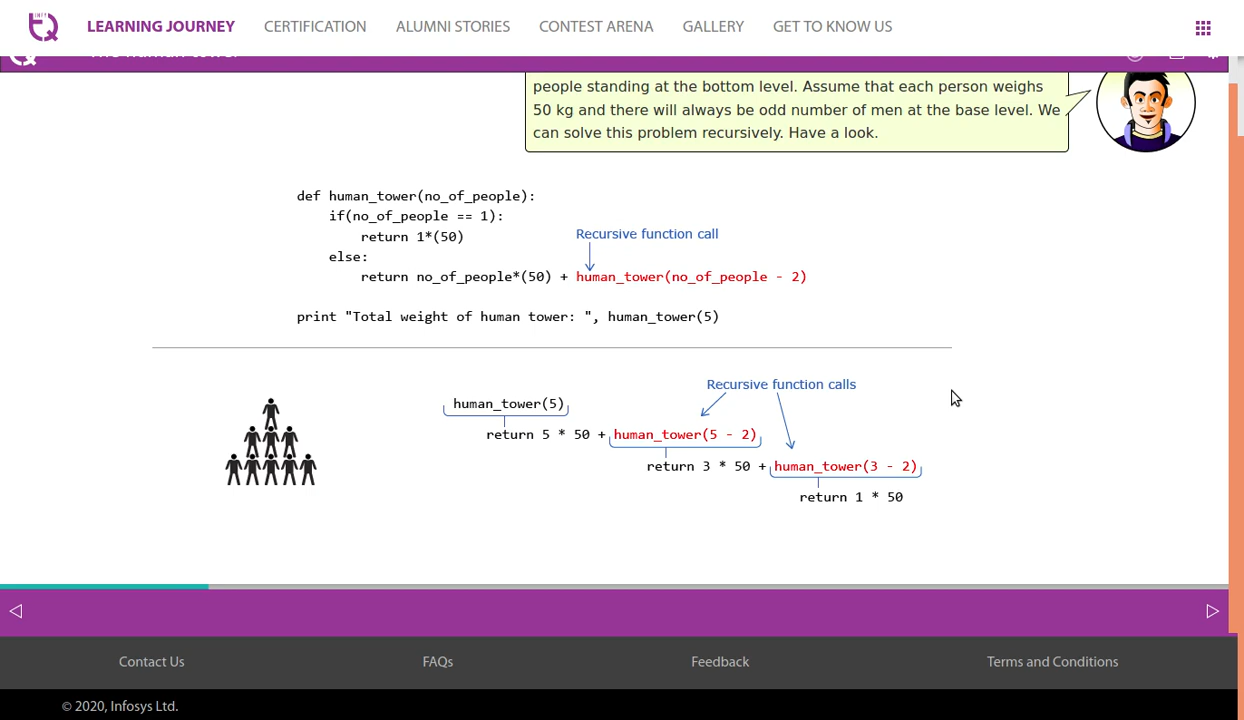 LEARNING JOURNEY CERTIFICATION ALUMNI STORIES CONTEST ARENA GALLERY GET TO KNOW US
people standing at the bottom level. Assume that each person weighs
50 kg and there will always be odd number of men at the base level. We
can solve this problem recursively. Have a look.
def human_tower(no_of_people):
if(no_of_people == 1):
return 1*(50)
Recursive function call
else:
return no_of_people*(50) + human_tower(no_of_people - 2)
print "Total weight of human tower: ", human_tower(5)
Recursive function calls
human_tower(5)
return 5 * 50 + human_tower(5 - 2)
return 3 * 50 + human_tower(3 - 2)
return 1 * 50
Contact Us FAQs Feedback Terms and Conditions
© 2020, Infosys Ltd.